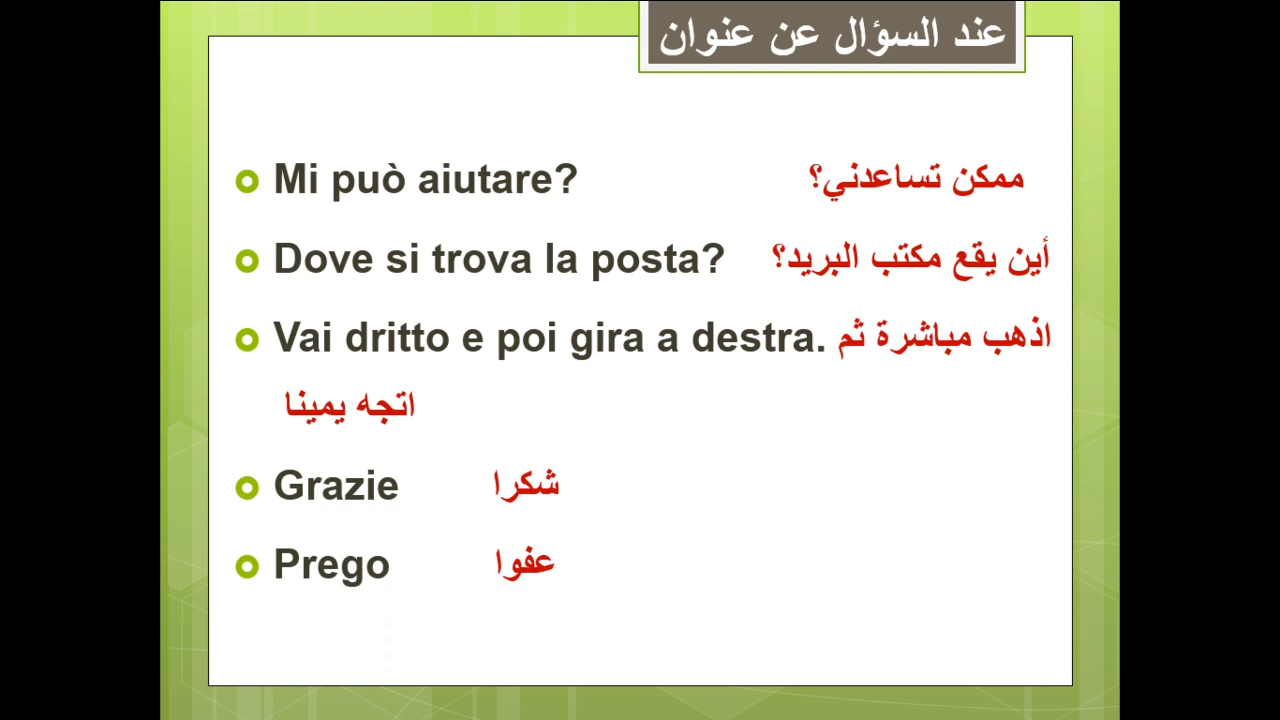 عند السؤال عن عنوان
Mi può aiutare? ممكن تساعدني؟
Dove si trova la posta? أين يقع مكتب البريد؟
Vai dritto e poi gira a destra. اذهب مباشرة ثم
اتجه يمينا
Grazie شكرا
Prego عفوا